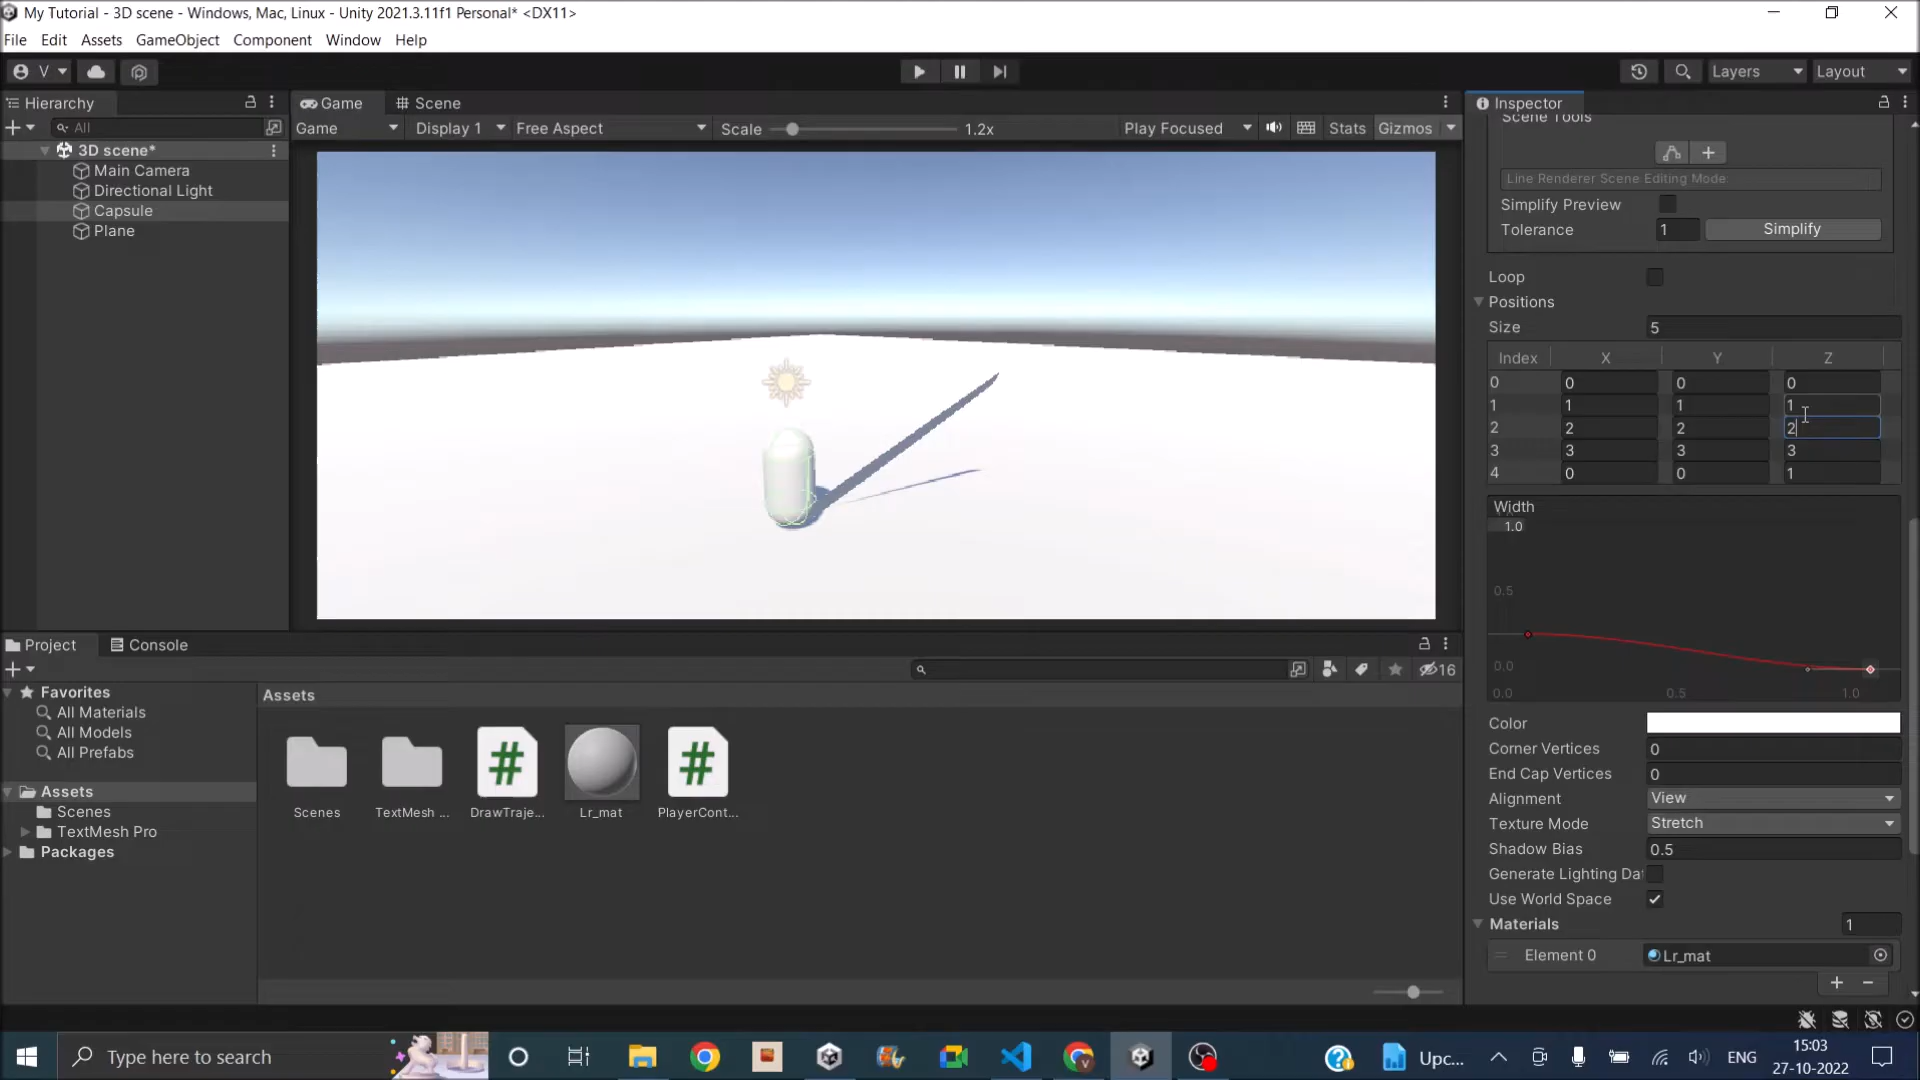 My Tutorial - 3D scene - Windows, Mac, Linux - Unity 2021.3.11f1 Personal* <DX11>
File Edit Assets GameObject Component Window Help
V
Layers
Layout
Hierarchy
All
3D scene*
Main Camera
Directional Light
Capsule
Plane
Game
Scene
Game
Display 1
Free Aspect
Scale
1.2x
Play Focused
Stats
Gizmos
Inspector
Scene Tools
Line Renderer Scene Editing Mode:
Simplify Preview
Tolerance 1 Simplify
Loop
Positions
Size 5
Index X Y Z
0 0 0 0
1 1 1 1
2 2 2 2
3 3 3 3
4 0 0 1
Width
1.0
0.5
0.0
0.0 0.5 1.0
Color
Corner Vertices 0
End Cap Vertices 0
Alignment View
Texture Mode Stretch
Shadow Bias 0.5
Generate Lighting Da
Use World Space
Materials 1
Element 0 Lr_mat
Project
Console
16
Favorites
All Materials
All Models
All Prefabs
Assets
Scenes
TextMesh Pro
Packages
Assets
Scenes
TextMesh ...
DrawTraje...
Lr_mat
PlayerCont...
Type here to search
Upc...
ENG
15:03
27-10-2022